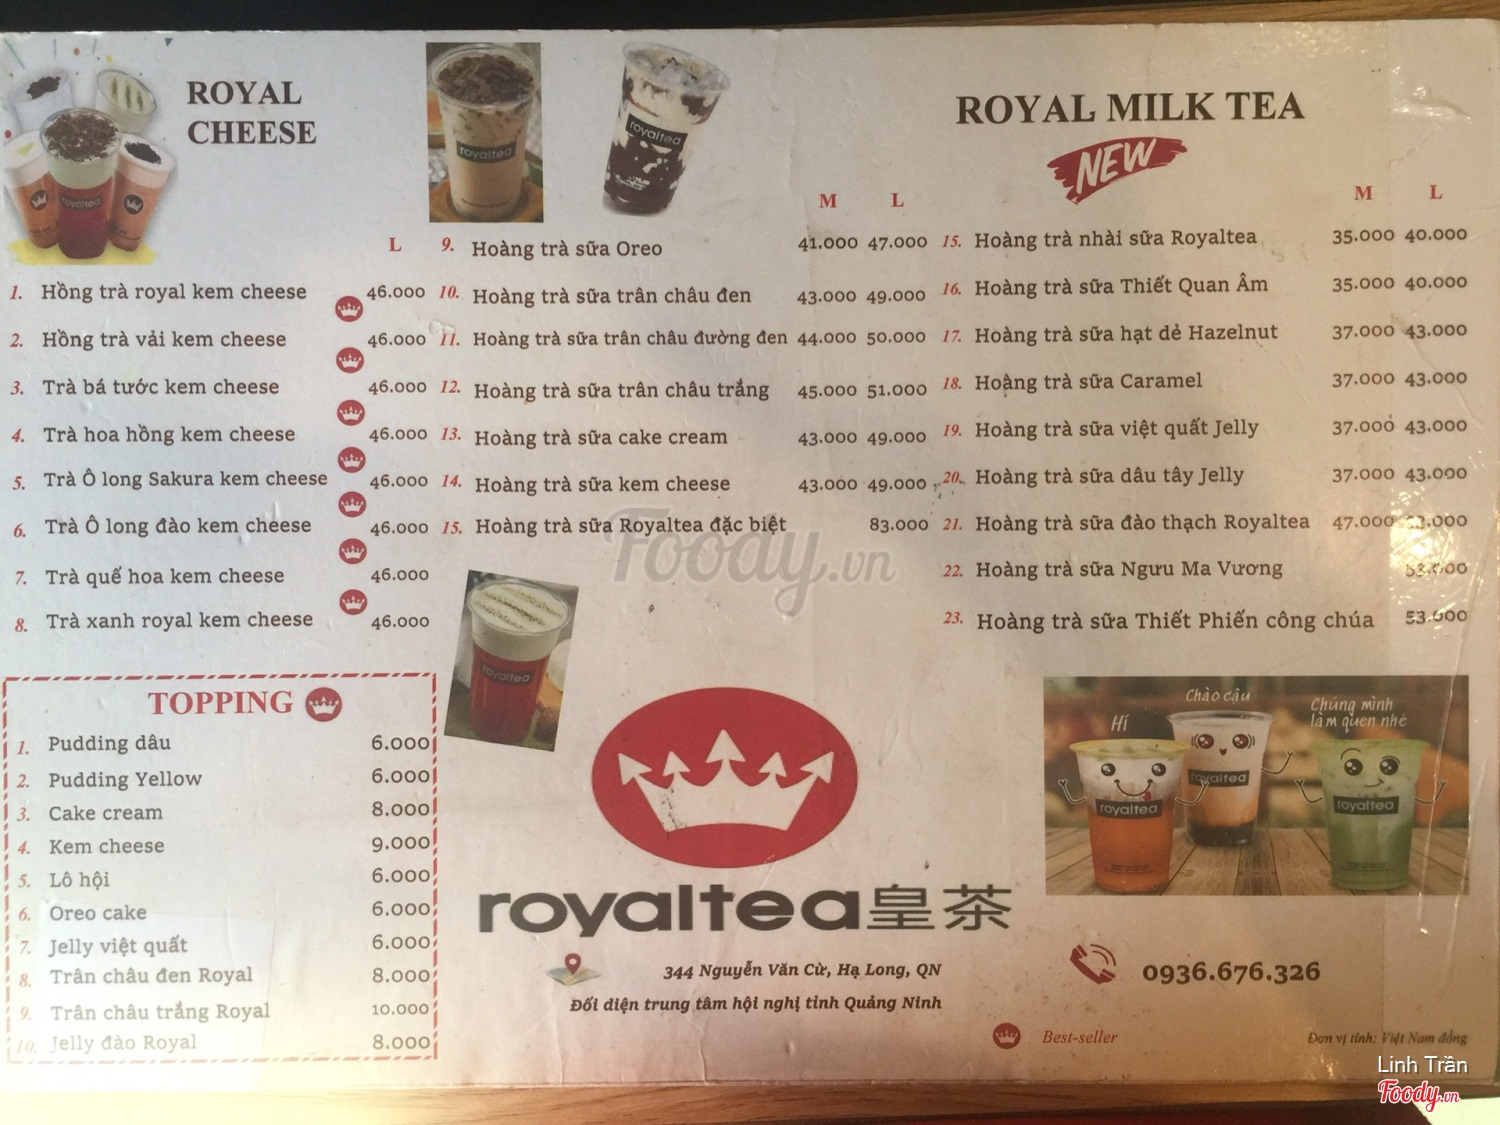 ROYAL
CHEESE
L
1. Hồng trà royal kem cheese 46.000
2. Hồng trà vải kem cheese 46.000
3. Trà bá tước kem cheese 46.000
4. Trà hoa hồng kem cheese 46.000
5. Trà Ô long Sakura kem cheese 46.000
6. Trà Ô long đào kem cheese 46.000
7. Trà quế hoa kem cheese 46.000
8. Trà xanh royal kem cheese 46.000
TOPPING
1. Pudding dâu 6.000
2. Pudding Yellow 6.000
3. Cake cream 8.000
4. Kem cheese 9.000
5. Lô hội 6.000
6. Oreo cake 6.000
7. Jelly việt quất 6.000
8. Trân châu đen Royal 8.000
9. Trân châu trắng Royal 10.000
10. Jelly đào Royal 8.000
royaltea
royaltea
royaltea
M L
9. Hoàng trà sữa Oreo 41.000 47.000
10. Hoàng trà sữa trân châu đen 43.000 49.000
11. Hoàng trà sữa trân châu đường đen 44.000 50.000
12. Hoàng trà sữa trân châu trắng 45.000 51.000
13. Hoàng trà sữa cake cream 43.000 49.000
14. Hoàng trà sữa kem cheese 43.000 49.000
15. Hoàng trà sữa Royaltea đặc biệt 83.000
royaltea
ROYAL MILK TEA
NEW
M L
15. Hoàng trà nhài sữa Royaltea 35.000 40.000
16. Hoàng trà sữa Thiết Quan Âm 35.000 40.000
17. Hoàng trà sữa hạt dẻ Hazelnut 37.000 43.000
18. Hoàng trà sữa Caramel 37.000 43.000
19. Hoàng trà sữa việt quất Jelly 37.000 43.000
20. Hoàng trà sữa dâu tây Jelly 37.000 43.000
21. Hoàng trà sữa đào thạch Royaltea 47.000
22. Hoàng trà sữa Ngưu Ma Vương 53.000
23. Hoàng trà sữa Thiết Phiến công chúa 53.000
Foody.vn
Hí
Chào cậu
Chúng mình
làm quen nhé
royaltea
royaltea
royaltea
royaltea皇茶
344 Nguyễn Văn Cừ, Hạ Long, QN
Đối diện trung tâm hội nghị tỉnh Quảng Ninh
0936.676.326
Best-seller
Đơn vị tính: Việt Nam đồng
Linh Trần
Foody.vn